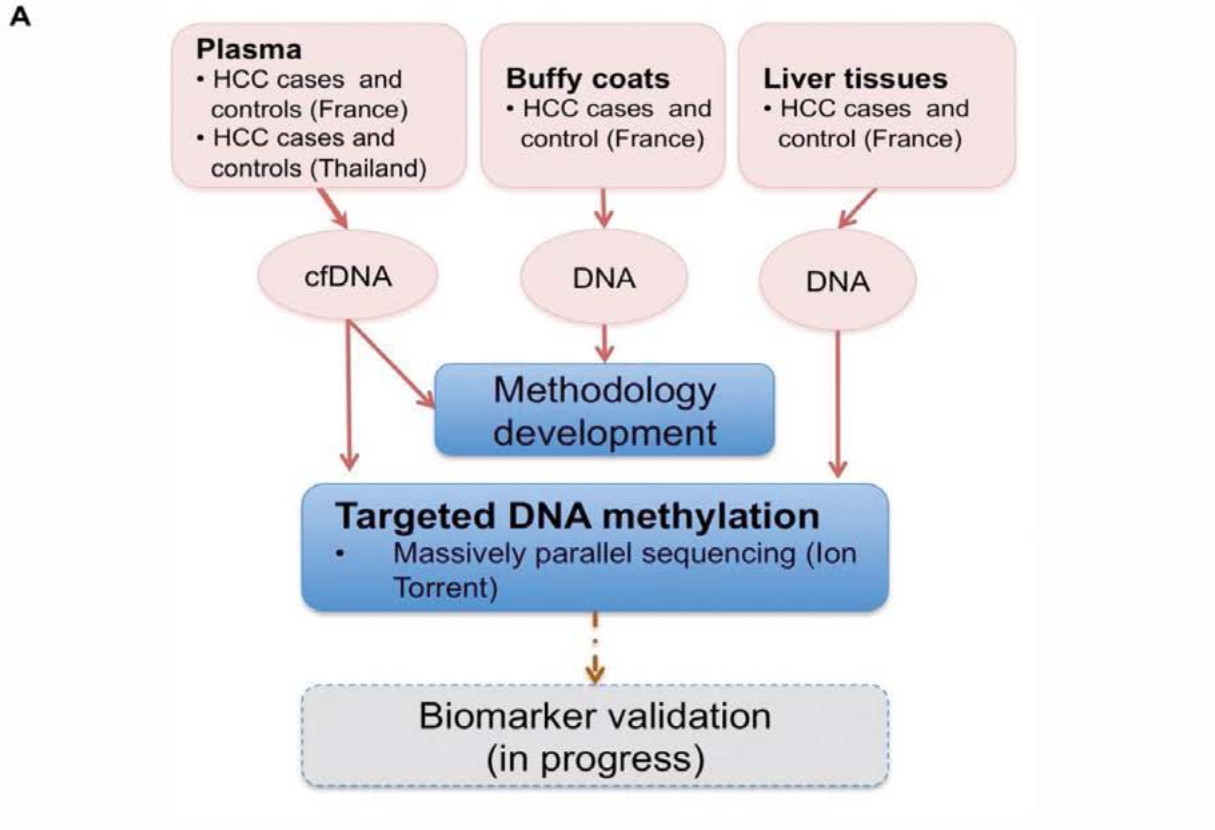 A
Plasma
• HCC cases and
controls (France)
• HCC cases and
controls (Thailand)
Buffy coats
• HCC cases and
control (France)
Liver tissues
• HCC cases and
control (France)
cfDNA
DNA
DNA
Methodology
development
Targeted DNA methylation
• Massively parallel sequencing (Ion
Torrent)
Biomarker validation
(in progress)